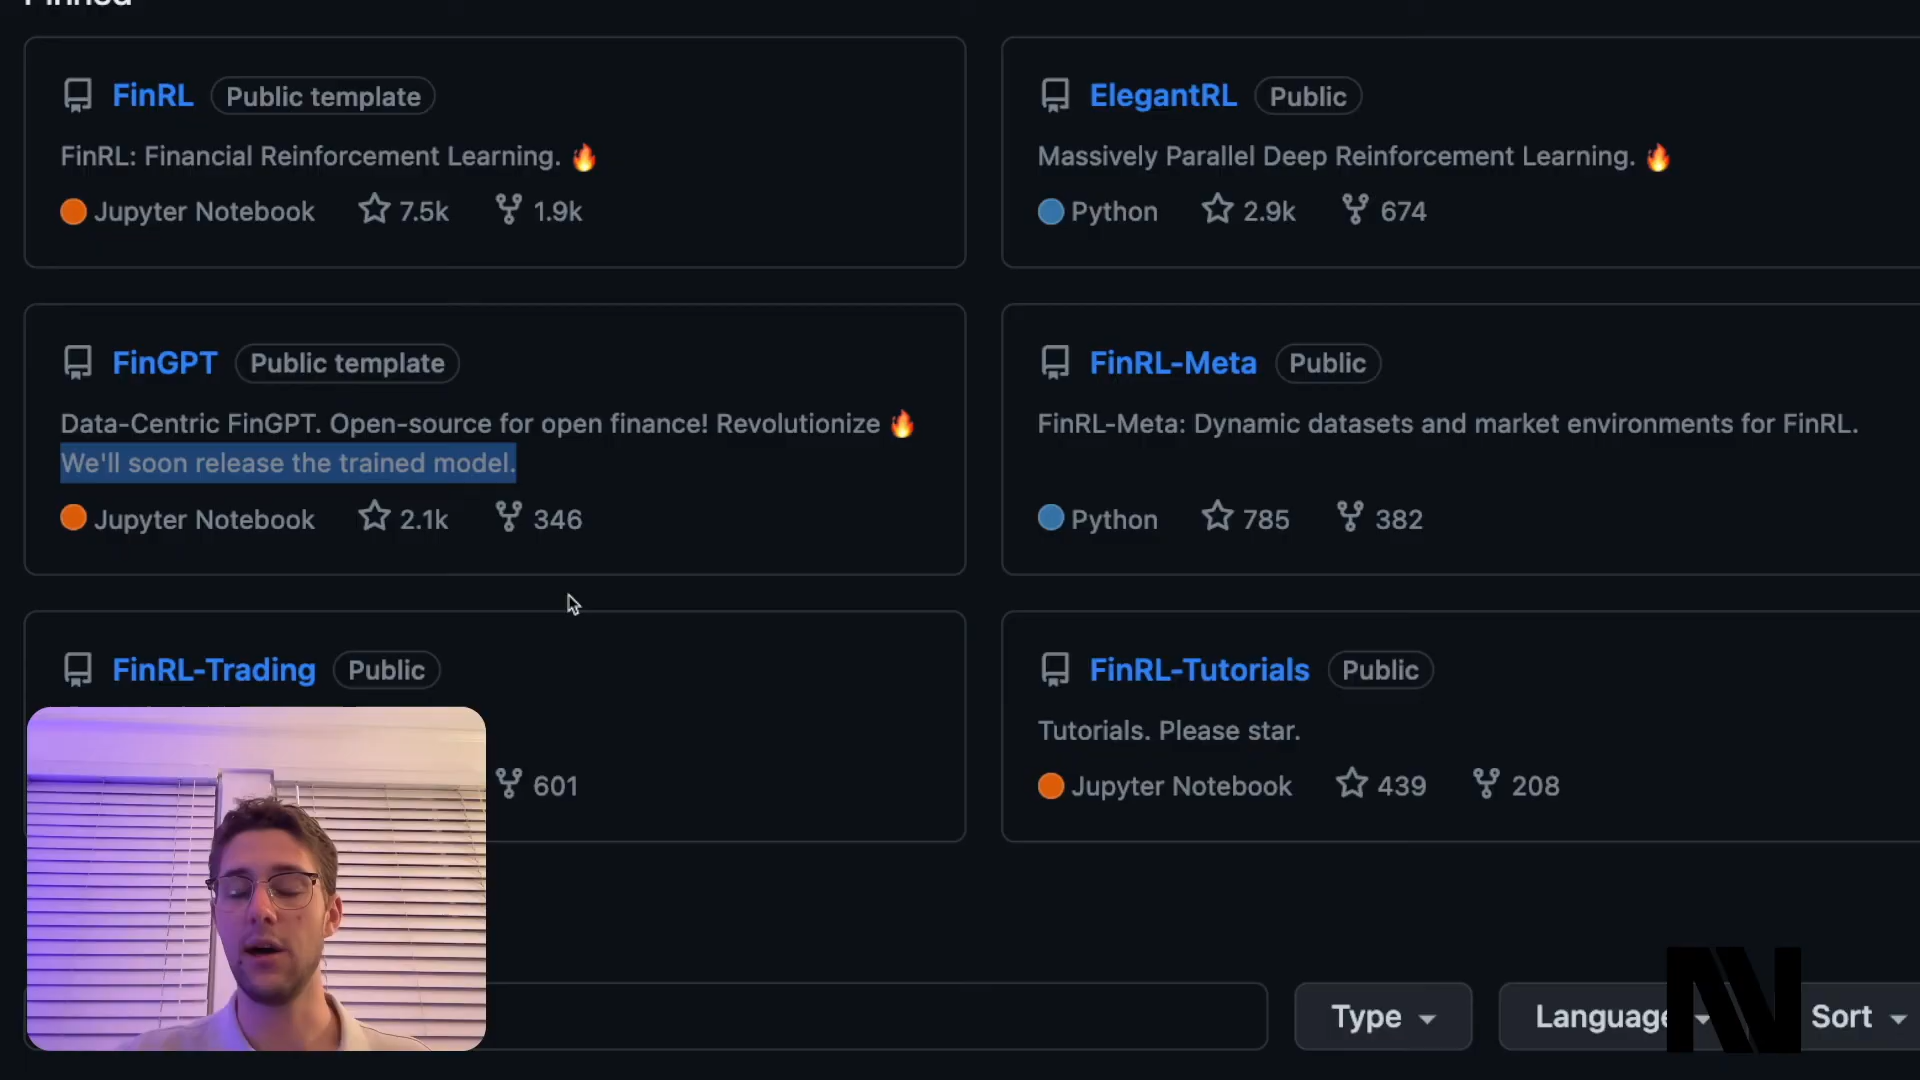 FinRL Public template
FinRL: Financial Reinforcement Learning. 🔥
Jupyter Notebook 7.5k 1.9k
ElegantRL Public
Massively Parallel Deep Reinforcement Learning. 🔥
Python 2.9k 674
FinGPT Public template
Data-Centric FinGPT. Open-source for open finance! Revolutionize 🔥
We'll soon release the trained model.
Jupyter Notebook 2.1k 346
FinRL-Meta Public
FinRL-Meta: Dynamic datasets and market environments for FinRL.
Python 785 382
FinRL-Trading Public
601
FinRL-Tutorials Public
Tutorials. Please star.
Jupyter Notebook 439 208
Type
Language
Sort